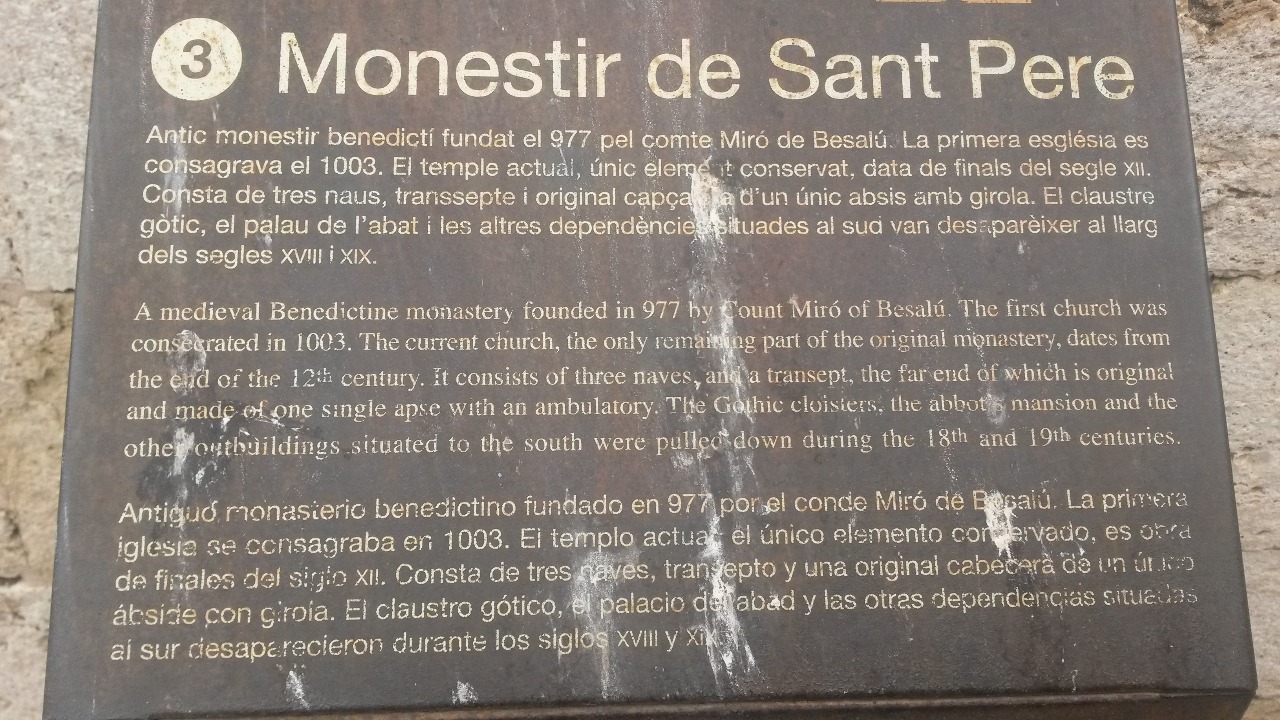 3 Monestir de Sant Pere
Antic monestir benedictí fundat el 977 pel comte Miró de Besalú. La primera església es
consagrava el 1003. El temple actual, únic element conservat, data de finals del segle XII.
Consta de tres naus, transsepte i original capçalera d'un únic absis amb girola. El claustre
gòtic, el palau de l'abat i les altres dependències situades al sud van desaparèixer al llarg
dels segles XVIII i XIX.
A medieval Benedictine monastery founded in 977 by Count Miró of Besalú. The first church was
consecrated in 1003. The current church, the only remaining part of the original monastery, dates from
the end of the 12th century. It consists of three naves, and a transept, the far end of which is original
and made of one single apse with an ambulatory. The Gothic cloisters, the abbot's mansion and the
other outbuildings situated to the south were pulled down during the 18th and 19th centuries.
Antiguo monasterio benedictino fundado en 977 por el conde Miró de Besalú. La primera
iglesia se consagraba en 1003. El templo actual, el único elemento conservado, es obra
de finales del siglo XII. Consta de tres naves, transepto y una original cabecera de un único
ábside con girola. El claustro gótico, el palacio del abad y las otras dependencias situadas
al sur desaparecieron durante los siglos XVIII y XIX.